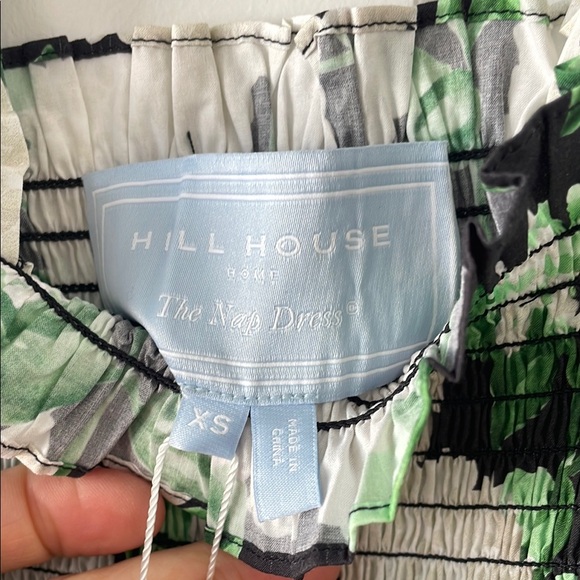 HILL HOUSE
HOME
The Nap Dress©
XS
MADE IN
CHINA